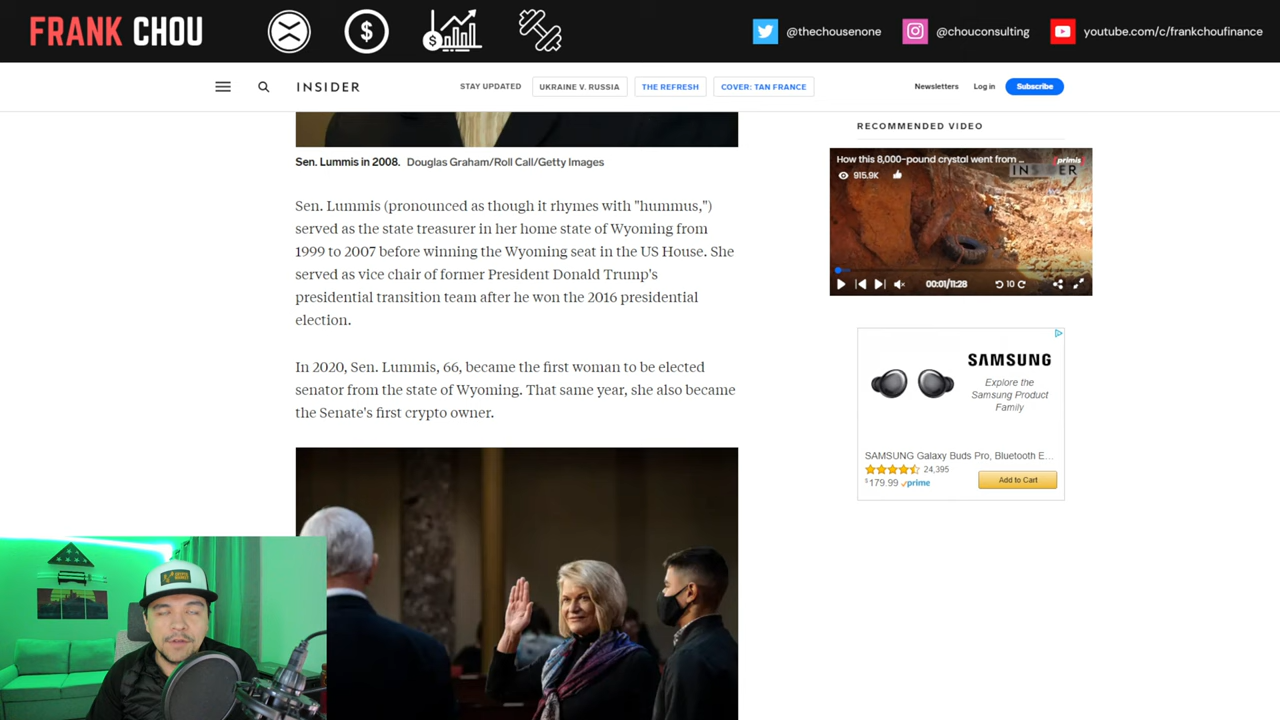 FRANK CHOU
@thechousenone
@chouconsulting
youtube.com/c/frankchoufinance
INSIDER
STAY UPDATED
UKRAINE V. RUSSIA
THE REFRESH
COVER: TAN FRANCE
Newsletters
Log in
Subscribe
Sen. Lummis in 2008. Douglas Graham/Roll Call/Getty Images
Sen. Lummis (pronounced as though it rhymes with "hummus,")
served as the state treasurer in her home state of Wyoming from
1999 to 2007 before winning the Wyoming seat in the US House. She
served as vice chair of former President Donald Trump's
presidential transition team after he won the 2016 presidential
election.
In 2020, Sen. Lummis, 66, became the first woman to be elected
senator from the state of Wyoming. That same year, she also became
the Senate's first crypto owner.
RECOMMENDED VIDEO
How this 8,000-pound crystal went from ...
primis
INSIDER
915.9K
00:01/11:28
10
SAMSUNG
Explore the
Samsung Product
Family
SAMSUNG Galaxy Buds Pro, Bluetooth E...
24,395
$179.99 prime
Add to Cart